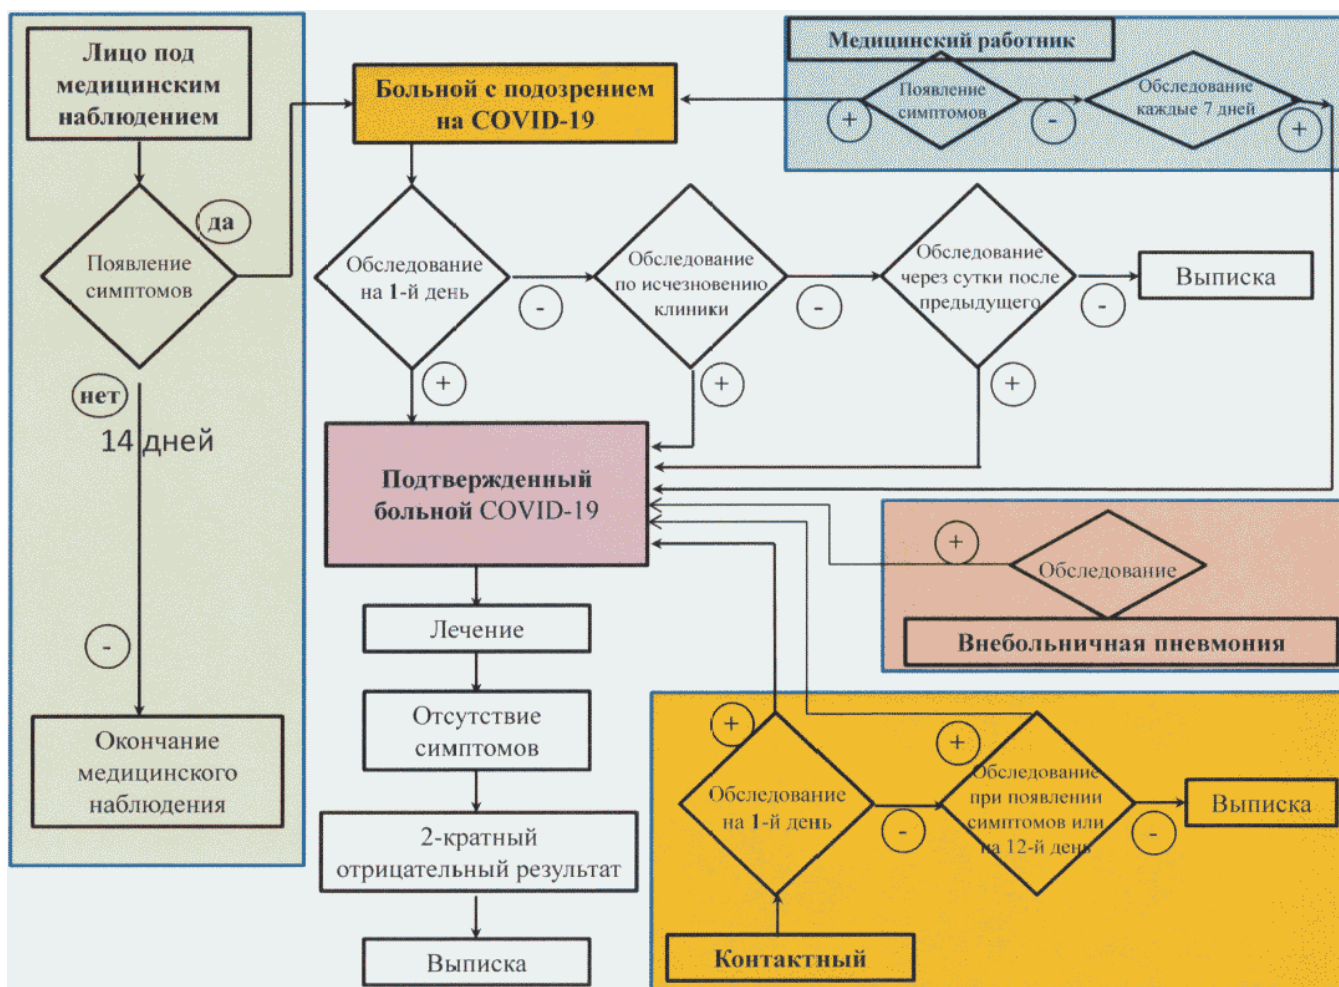 Лицо под
медицинским
наблюдением
да
Появление
симптомов
нет
14 дней
-
Окончание
медицинского
наблюдения
Больной с подозрением
на COVID-19
Медицинский работник
Появление
симптомов
+
-
Обследование
каждые 7 дней
+
Обследование
на 1-й день
-
+
Обследование
по исчезновению
клиники
-
+
Обследование
через сутки после
предыдущего
-
+
Выписка
Подтвержденный
больной COVID-19
Лечение
Отсутствие
симптомов
2-кратный
отрицательный результат
Выписка
+
Обследование
Внебольничная пневмония
+
Обследование
на 1-й день
-
+
Обследование
при появлении
симптомов или
на 12-й день
-
Выписка
Контактный